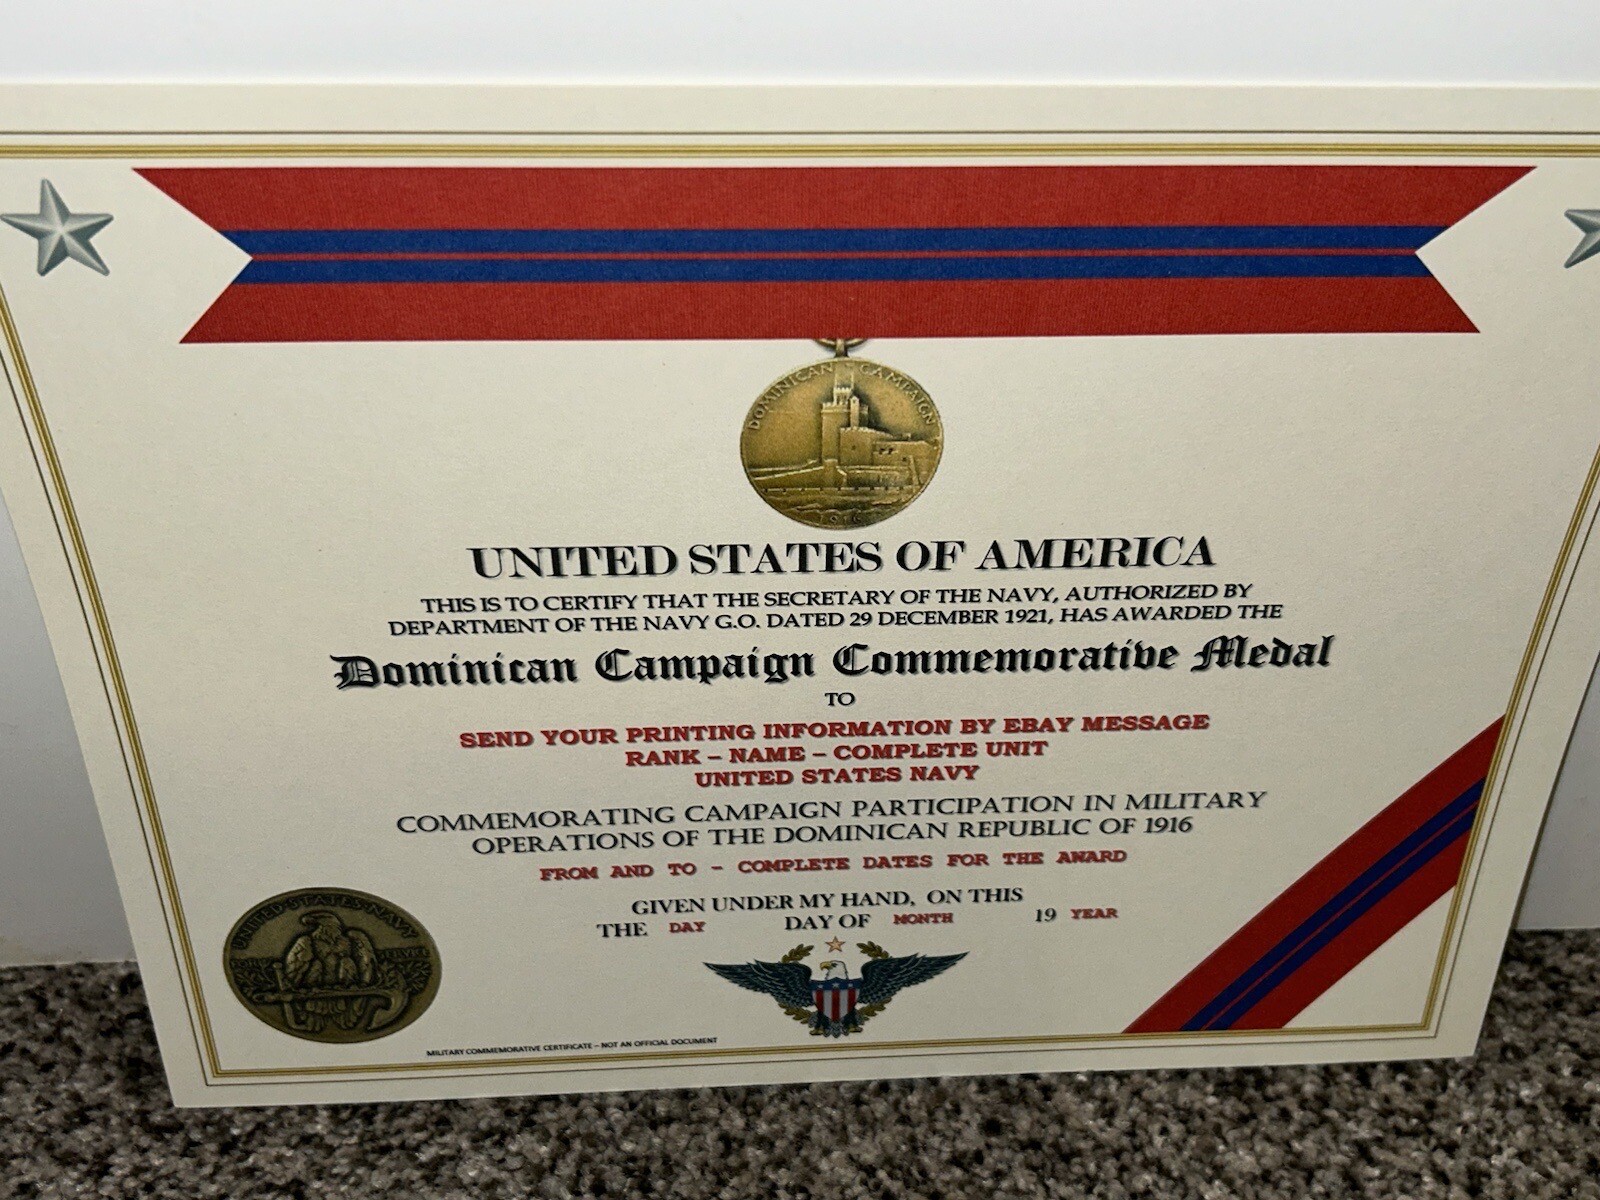 DOMINICAN CAMPAIGN
1916
UNITED STATES OF AMERICA
THIS IS TO CERTIFY THAT THE SECRETARY OF THE NAVY, AUTHORIZED BY
DEPARTMENT OF THE NAVY G.O. DATED 29 DECEMBER 1921, HAS AWARDED THE
Dominican Campaign Commemorative Medal
TO
SEND YOUR PRINTING INFORMATION BY EBAY MESSAGE
RANK – NAME – COMPLETE UNIT
UNITED STATES NAVY
COMMEMORATING CAMPAIGN PARTICIPATION IN MILITARY
OPERATIONS OF THE DOMINICAN REPUBLIC OF 1916
FROM AND TO - COMPLETE DATES FOR THE AWARD
GIVEN UNDER MY HAND, ON THIS
THE DAY DAY OF MONTH 19 YEAR
UNITED·STATES·NAVY
FOR SERVICE
MILITARY COMMEMORATIVE CERTIFICATE – NOT AN OFFICIAL DOCUMENT